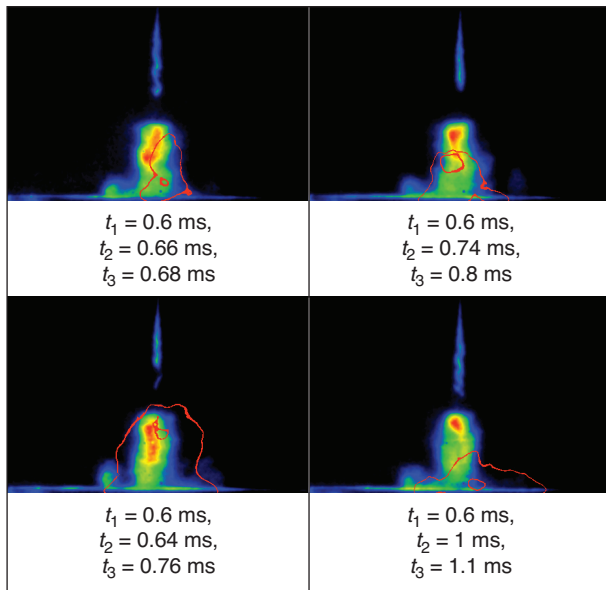 t₁ = 0.6 ms,
t₂ = 0.66 ms,
t₃ = 0.68 ms
t₁ = 0.6 ms,
t₂ = 0.74 ms,
t₃ = 0.8 ms
t₁ = 0.6 ms,
t₂ = 0.64 ms,
t₃ = 0.76 ms
t₁ = 0.6 ms,
t₂ = 1 ms,
t₃ = 1.1 ms